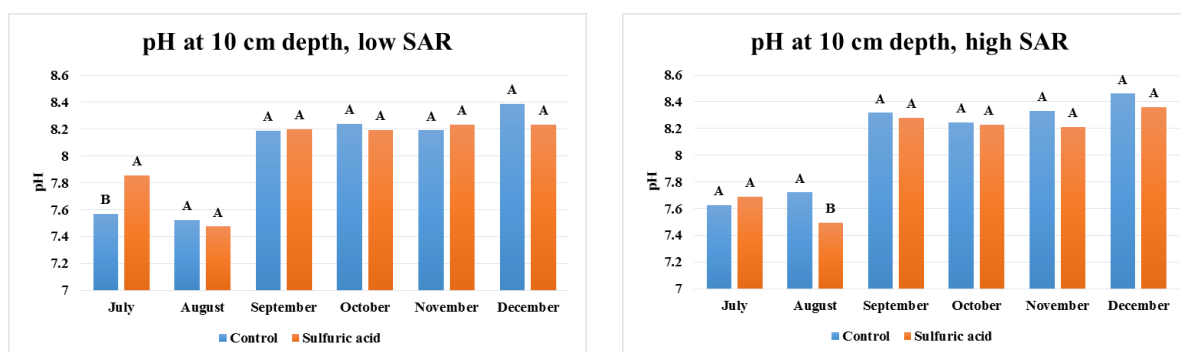 pH at 10 cm depth, low SAR
8.6
8.4
8.2
8
7.8
7.6
7.4
7.2
7
pH
B A A A A A A A A A A A
July August September October November December
Control Sulfuric acid
pH at 10 cm depth, high SAR
8.6
8.4
8.2
8
7.8
7.6
7.4
7.2
7
pH
A A A B A A A A A A A A
July August September October November December
Control Sulfuric acid